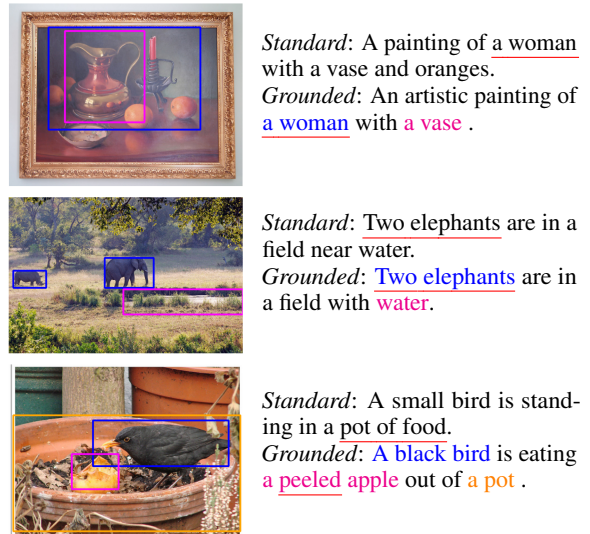 Standard: A painting of a woman
with a vase and oranges.
Grounded: An artistic painting of
a woman with a vase .
Standard: Two elephants are in a
field near water.
Grounded: Two elephants are in
a field with water.
Standard: A small bird is stand-
ing in a pot of food.
Grounded: A black bird is eating
a peeled apple out of a pot .